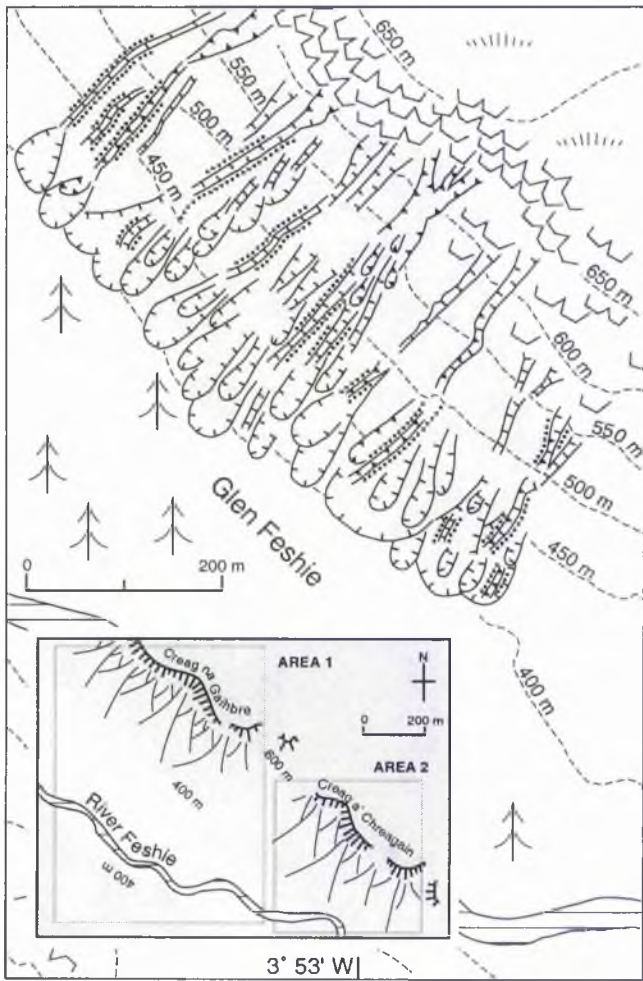 650 m
600 m
550 m
500 m
450 m
650 m
600 m
550 m
500 m
450 m
400 m
Glen Feshie
0 200 m
AREA 1
N
Creag na Gaibhre
0 200 m
600 m
AREA 2
400 m
Creag a' Chreagain
River Feshie
400 m
3° 53' W